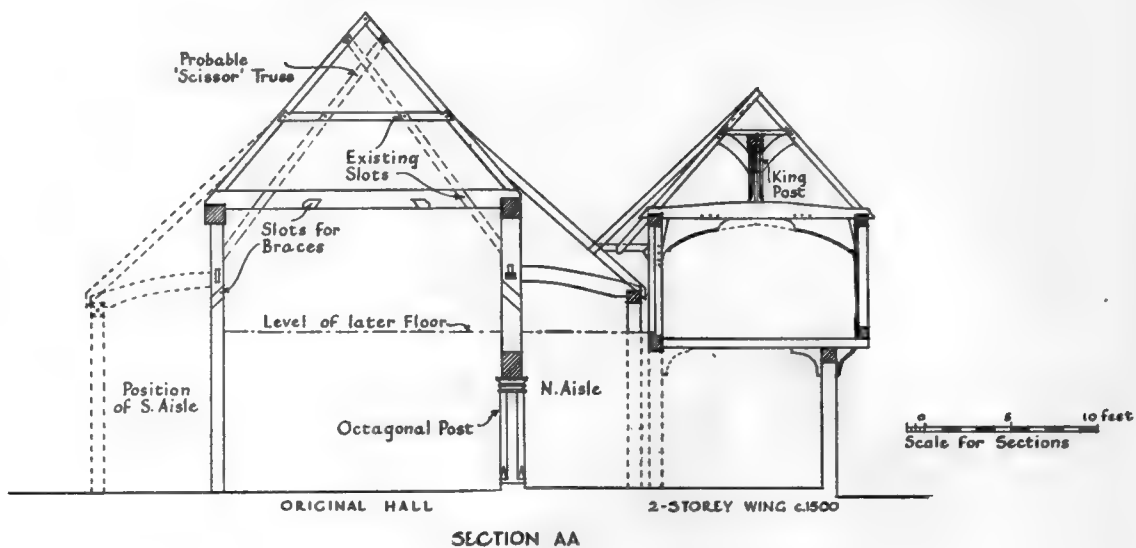 Probable
'Scissor' Truss
Existing
Slots
King
Post
Slots for
Braces
Level of later Floor
Position
of S. Aisle
N. Aisle
Octagonal Post
0 5 10 feet
Scale for Sections
ORIGINAL HALL
2-STOREY WING c.1500
SECTION AA